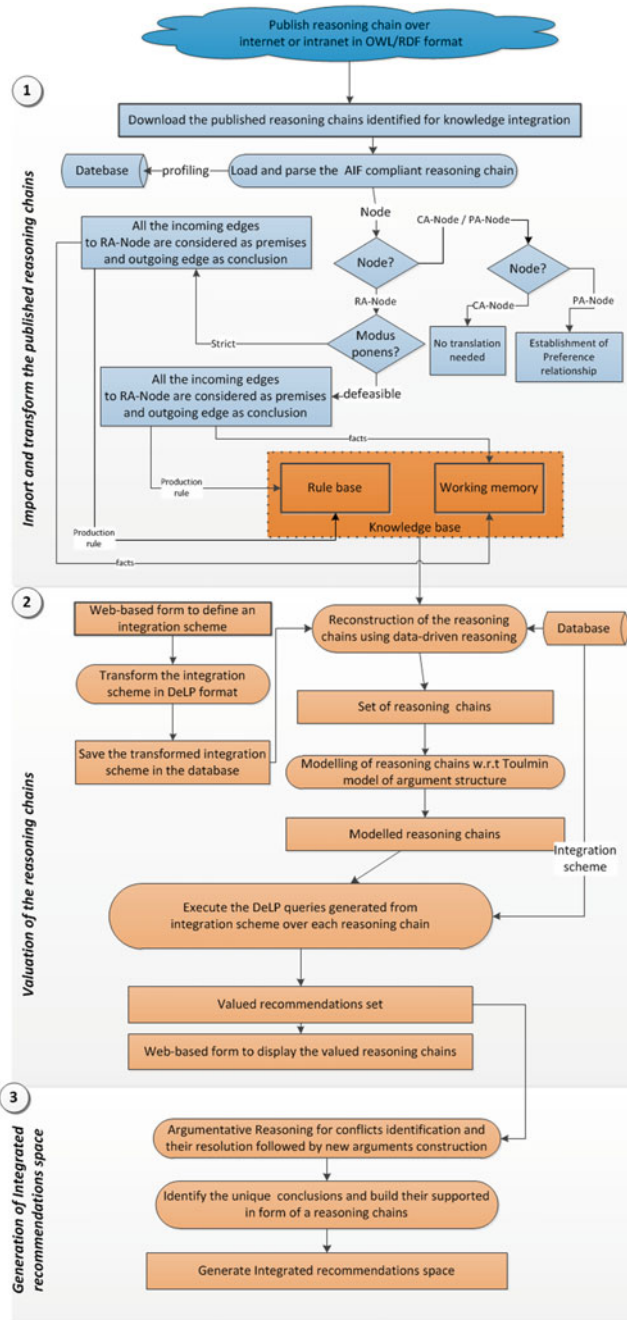 Publish reasoning chain over
internet or intranet in OWL/RDF format
1
Download the published reasoning chains identified for knowledge integration
Datebase
profiling
Load and parse the AIF compliant reasoning chain
Node
CA-Node / PA-Node
All the incoming edges
to RA-Node are considered as premises
and outgoing edge as conclusion
Node?
Node?
RA-Node
CA-Node
PA-Node
Strict
Modus
ponens?
No translation
needed
Establishment of
Preference
relationship
All the incoming edges
to RA-Node are considered as premises
and outgoing edge as conclusion
defeasible
facts
Production
rule
Rule base
Working memory
Knowledge base
Production
rule
facts
Import and transform the published reasoning chains
2
Web-based form to define an
integration scheme
Reconstruction of the reasoning
chains using data-driven reasoning
Database
Transform the integration
scheme in DeLP format
Set of reasoning chains
Save the transformed integration
scheme in the database
Modelling of reasoning chains w.r.t Toulmin
model of argument structure
Modelled reasoning chains
Integration
scheme
Execute the DeLP queries generated from
integration scheme over each reasoning chain
Valued recommendations set
Web-based form to display the valued reasoning chains
Valuation of the reasoning chains
3
Argumentative Reasoning for conflicts identification and
their resolution followed by new arguments construction
Identify the unique conclusions and build their supported
in form of a reasoning chains
Generate Integrated recommendations space
Generation of Integrated
recommendations space